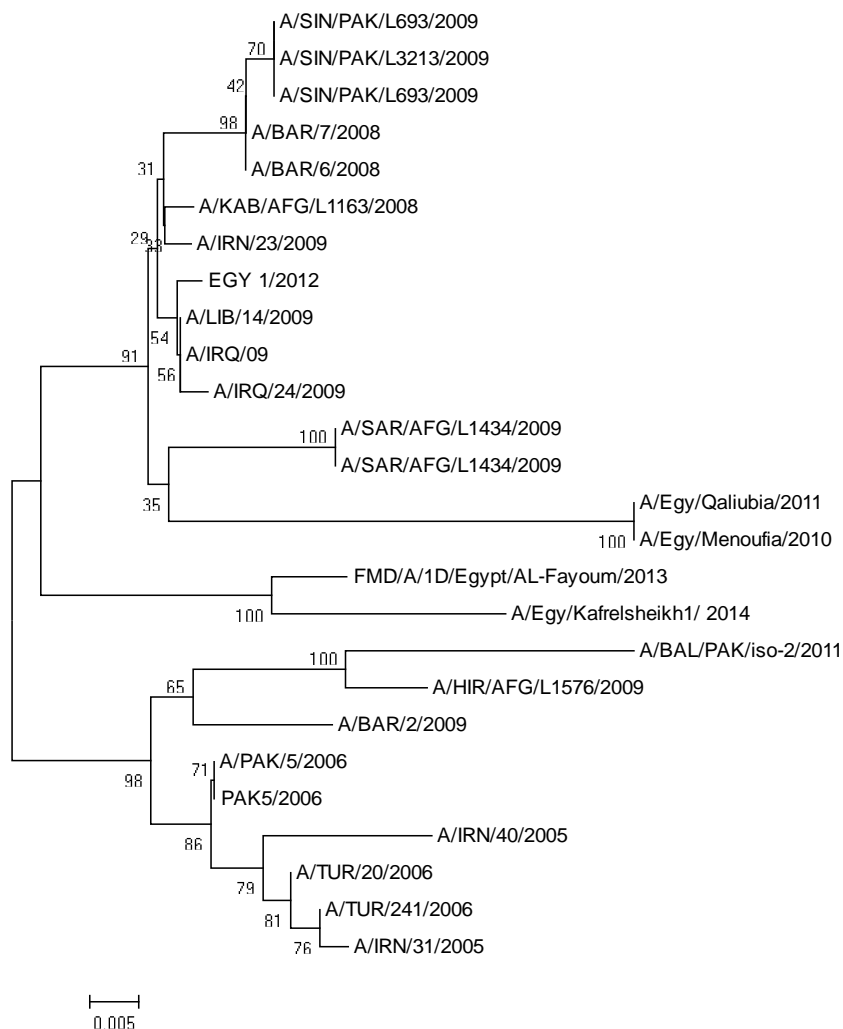 A/SIN/PAK/L693/2009
70
A/SIN/PAK/L3213/2009
42
A/SIN/PAK/L693/2009
98
A/BAR/7/2008
A/BAR/6/2008
31
A/KAB/AFG/L1163/2008
29
33
A/IRN/23/2009
EGY 1/2012
A/LIB/14/2009
54
A/IRQ/09
91
56
A/IRQ/24/2009
A/SAR/AFG/L1434/2009
100
A/SAR/AFG/L1434/2009
35
A/Egy/Qaliubia/2011
100
A/Egy/Menoufia/2010
FMD/A/1D/Egypt/AL-Fayoum/2013
100
A/Egy/Kafrelsheikh1/ 2014
A/BAL/PAK/iso-2/2011
100
A/HIR/AFG/L1576/2009
65
A/BAR/2/2009
A/PAK/5/2006
71
98
PAK5/2006
86
A/IRN/40/2005
79
A/TUR/20/2006
81
A/TUR/241/2006
76
A/IRN/31/2005
0.005